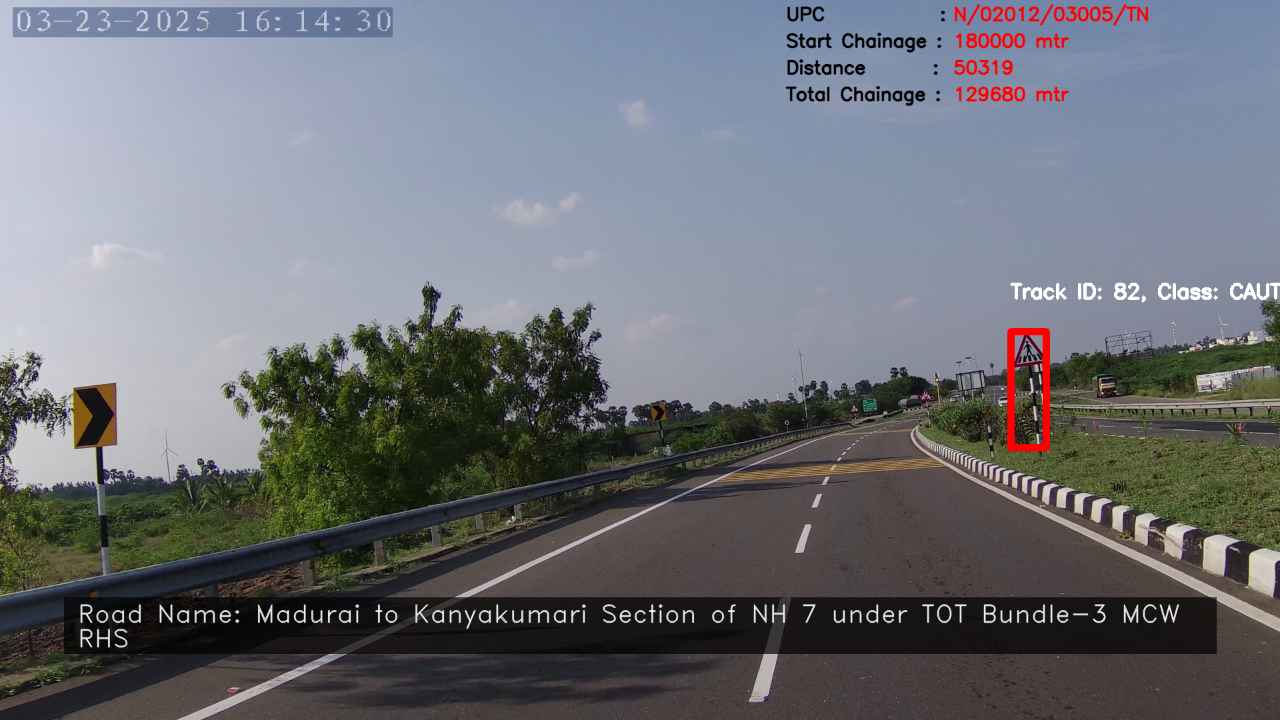 03-23-2025 16:14:30
UPC : N/02012/03005/TN
Start Chainage : 180000 mtr
Distance : 50319
Total Chainage : 129680 mtr
Track ID: 82, Class: CAUT
Road Name: Madurai to Kanyakumari Section of NH 7 under TOT Bundle-3 MCW
RHS